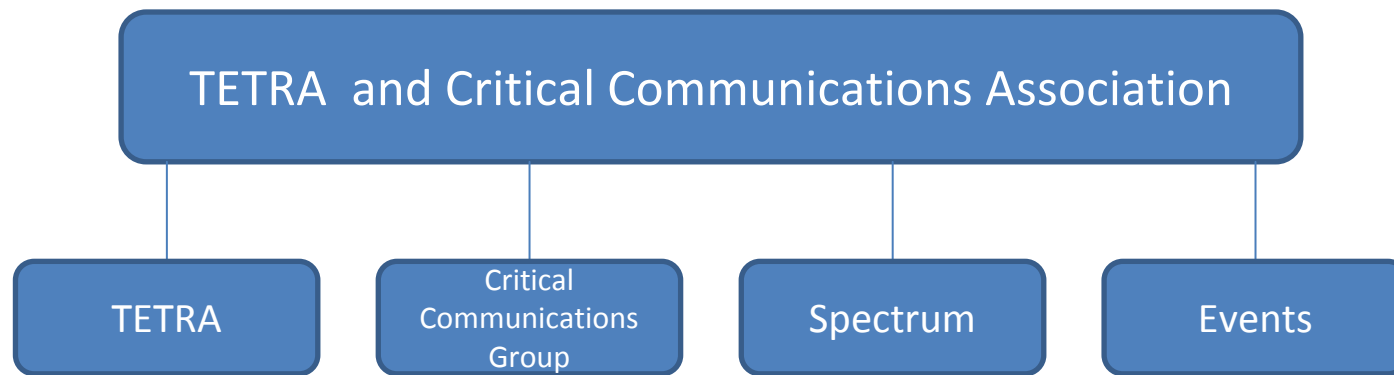 TETRA and Critical Communications Association
TETRA
Critical
Communications
Group
Spectrum
Events